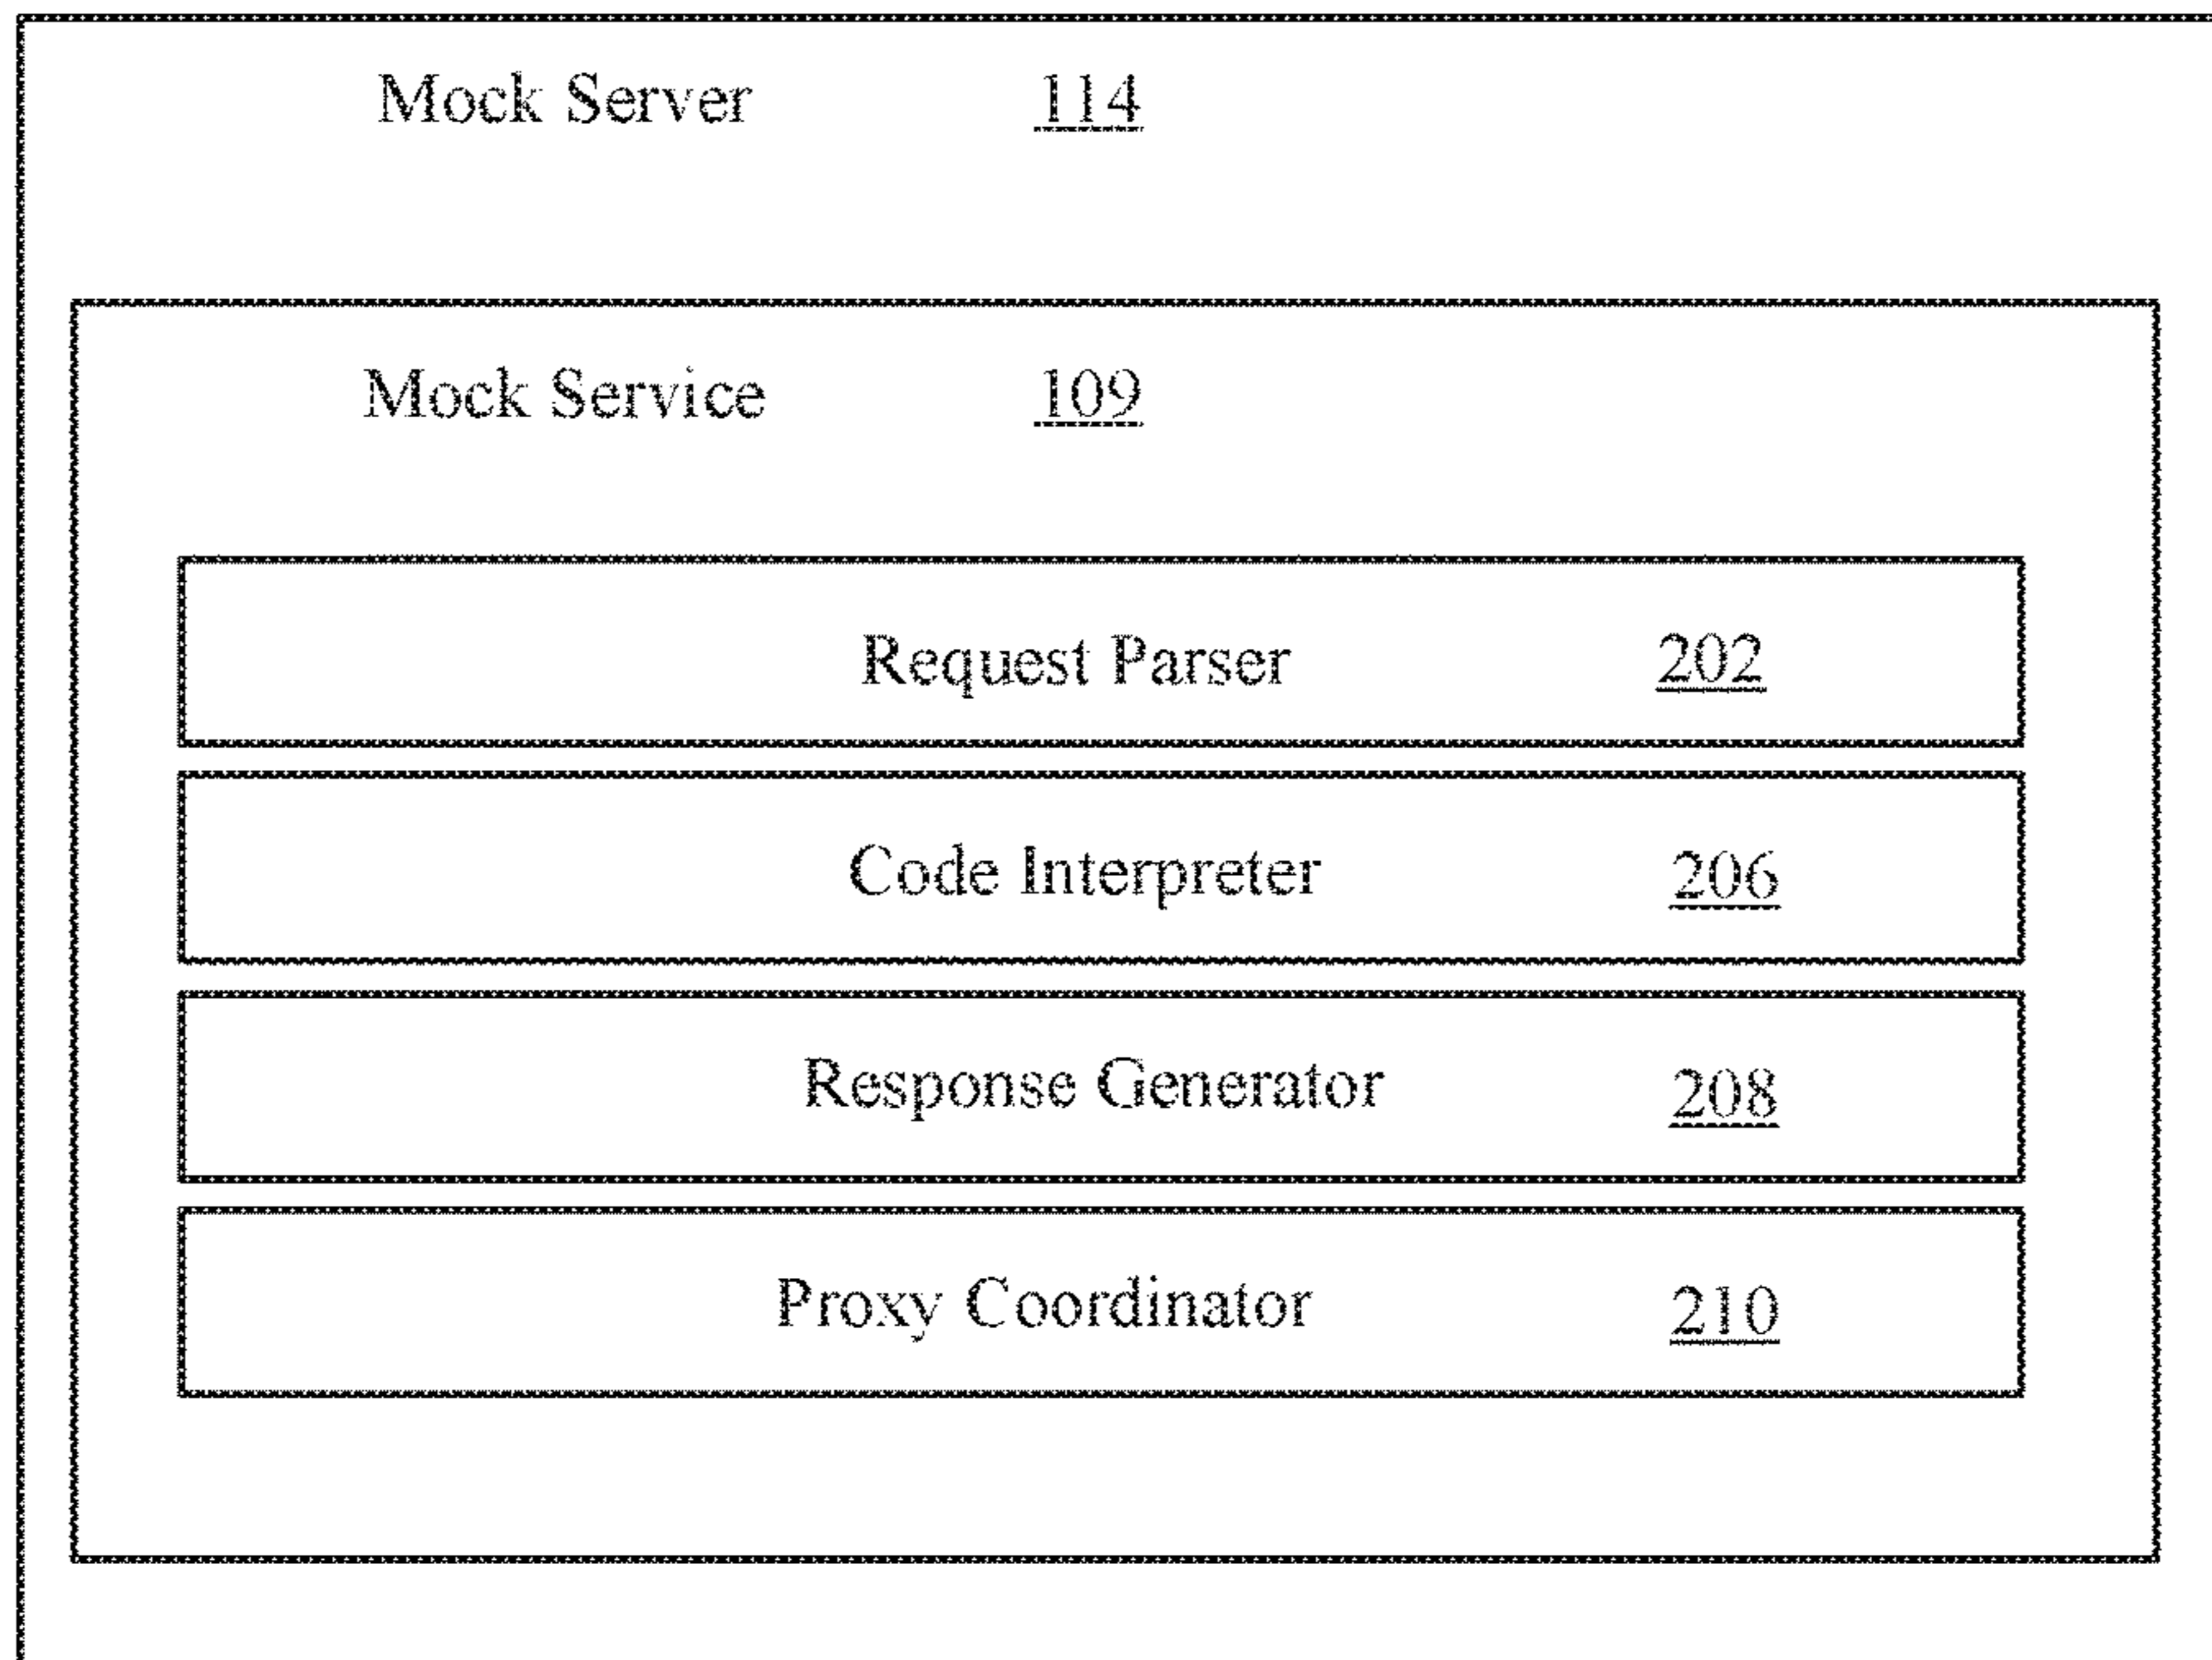 Mock Server 114
Mock Service 109
Request Parser 202
Code Interpreter 206
Response Generator 208
Proxy Coordinator 210